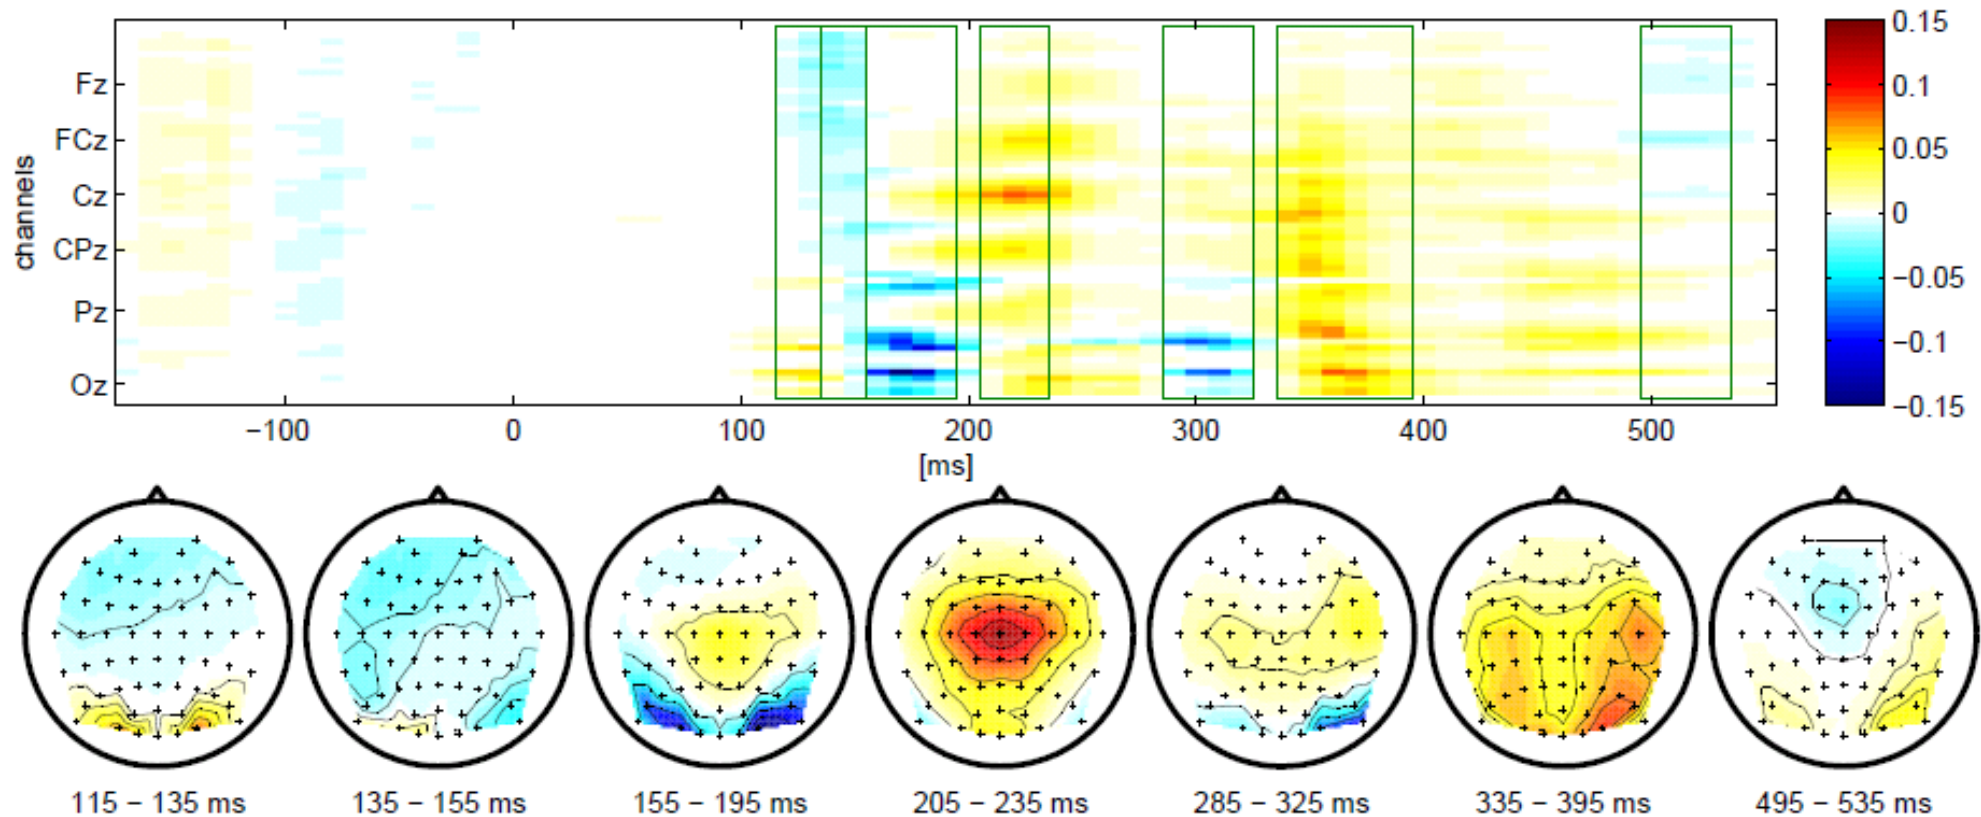 0.15
0.1
0.05
0
−0.05
−0.1
−0.15
channels
Fz
FCz
Cz
CPz
Pz
Oz
−100 0 100 200 300 400 500
[ms]
115 − 135 ms 135 − 155 ms 155 − 195 ms 205 − 235 ms 285 − 325 ms 335 − 395 ms 495 − 535 ms